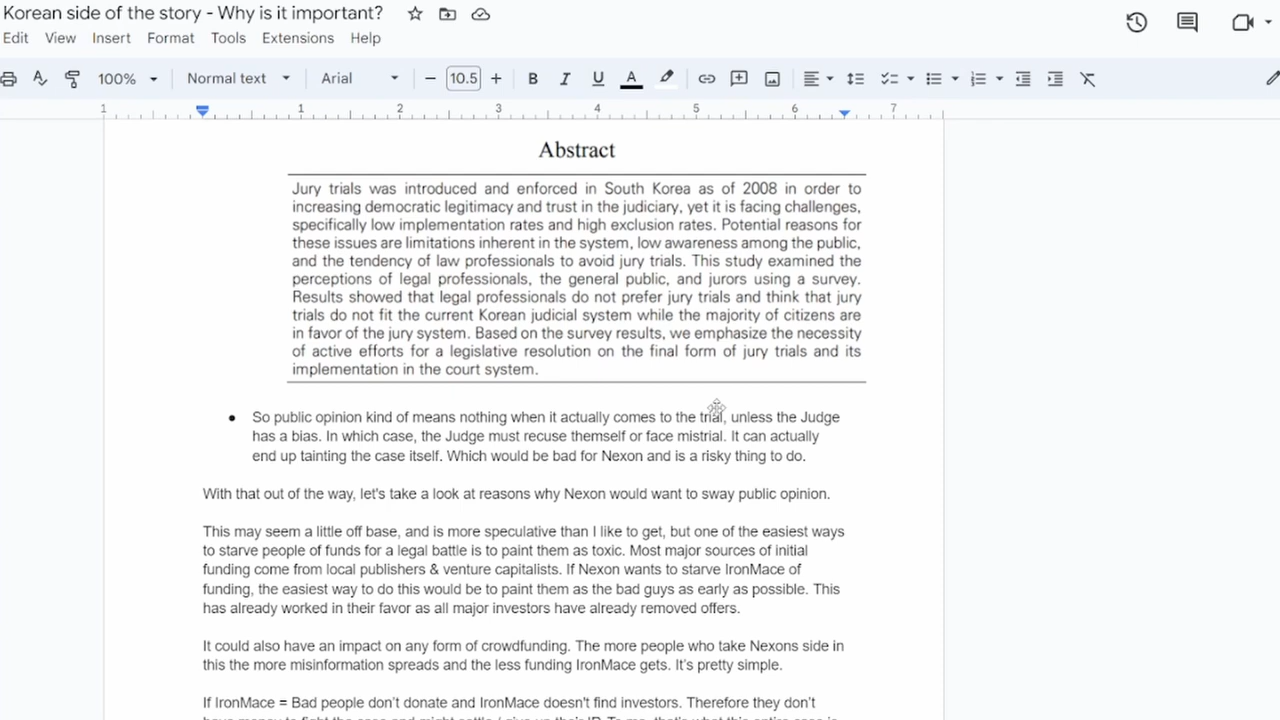 Korean side of the story - Why is it important?
Edit View Insert Format Tools Extensions Help
100% Normal text Arial 10.5 B I U A
1 1 2 3 4 5 6 7
Abstract
Jury trials was introduced and enforced in South Korea as of 2008 in order to
increasing democratic legitimacy and trust in the judiciary, yet it is facing challenges,
specifically low implementation rates and high exclusion rates. Potential reasons for
these issues are limitations inherent in the system, low awareness among the public,
and the tendency of law professionals to avoid jury trials. This study examined the
perceptions of legal professionals, the general public, and jurors using a survey.
Results showed that legal professionals do not prefer jury trials and think that jury
trials do not fit the current Korean judicial system while the majority of citizens are
in favor of the jury system. Based on the survey results, we emphasize the necessity
of active efforts for a legislative resolution on the final form of jury trials and its
implementation in the court system.
● So public opinion kind of means nothing when it actually comes to the trial, unless the Judge
has a bias. In which case, the Judge must recuse themself or face mistrial. It can actually
end up tainting the case itself. Which would be bad for Nexon and is a risky thing to do.
With that out of the way, let's take a look at reasons why Nexon would want to sway public opinion.
This may seem a little off base, and is more speculative than I like to get, but one of the easiest ways
to starve people of funds for a legal battle is to paint them as toxic. Most major sources of initial
funding come from local publishers & venture capitalists. If Nexon wants to starve IronMace of
funding, the easiest way to do this would be to paint them as the bad guys as early as possible. This
has already worked in their favor as all major investors have already removed offers.
It could also have an impact on any form of crowdfunding. The more people who take Nexons side in
this the more misinformation spreads and the less funding IronMace gets. It's pretty simple.
If IronMace = Bad people don't donate and IronMace doesn't find investors. Therefore they don't